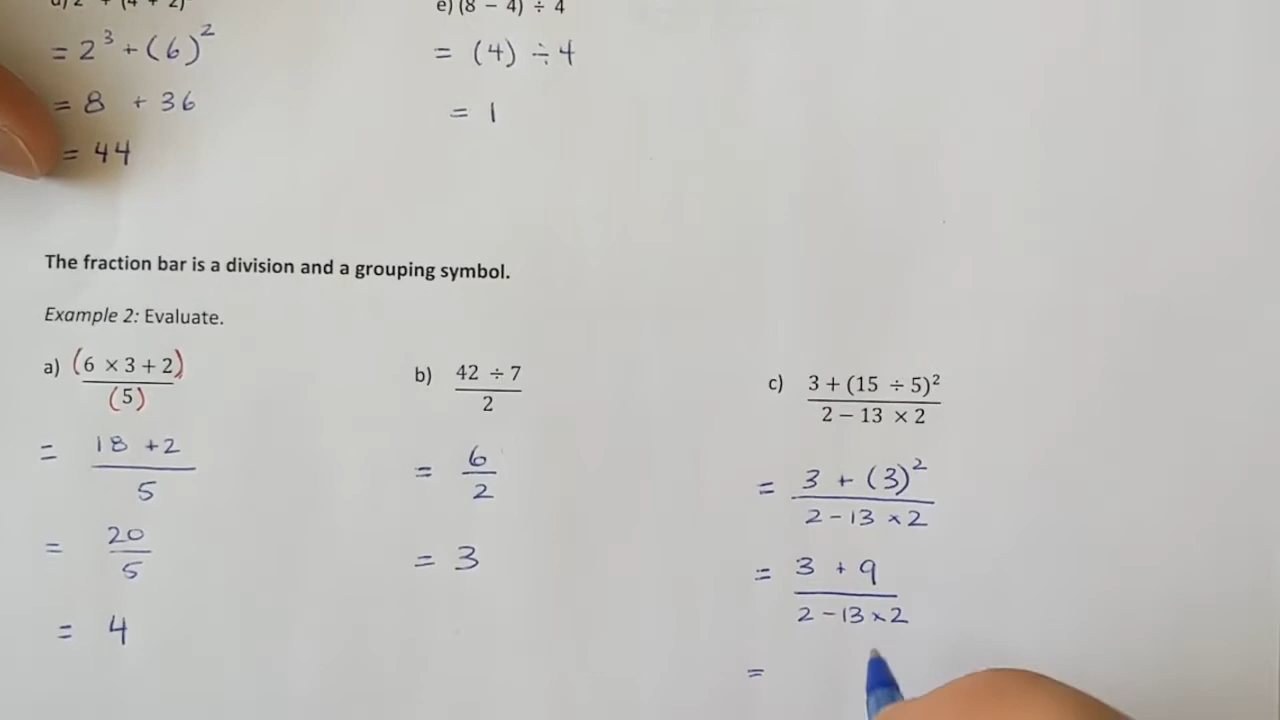 e) (8 − 4) ÷ 4
= 2³ + (6)²
= (4) ÷ 4
= 8 + 36
= 1
= 44
The fraction bar is a division and a grouping symbol.
Example 2: Evaluate.
a) (6 × 3 + 2)
(5)
= 18 + 2
5
= 20
5
= 4
b) 42 ÷ 7
2
= 6
2
= 3
c) 3 + (15 ÷ 5)²
2 − 13 × 2
= 3 + (3)²
2 − 13 × 2
= 3 + 9
2 − 13 × 2
=